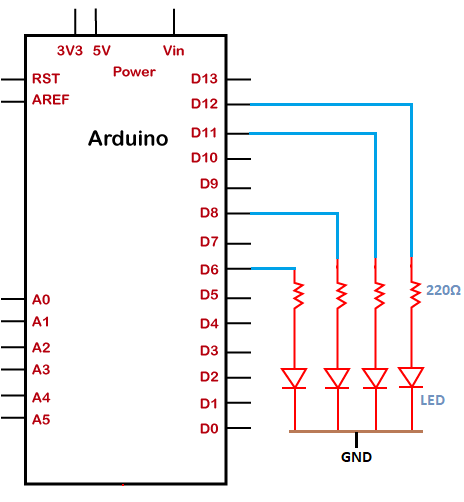 3V3 5V Vin
Power
RST D13
AREF D12
Arduino D11
D10
D9
D8
D7
D6
D5 220Ω
A0
A1 D4
A2 D3
A3 D2
A4 D1 LED
A5 D0
GND